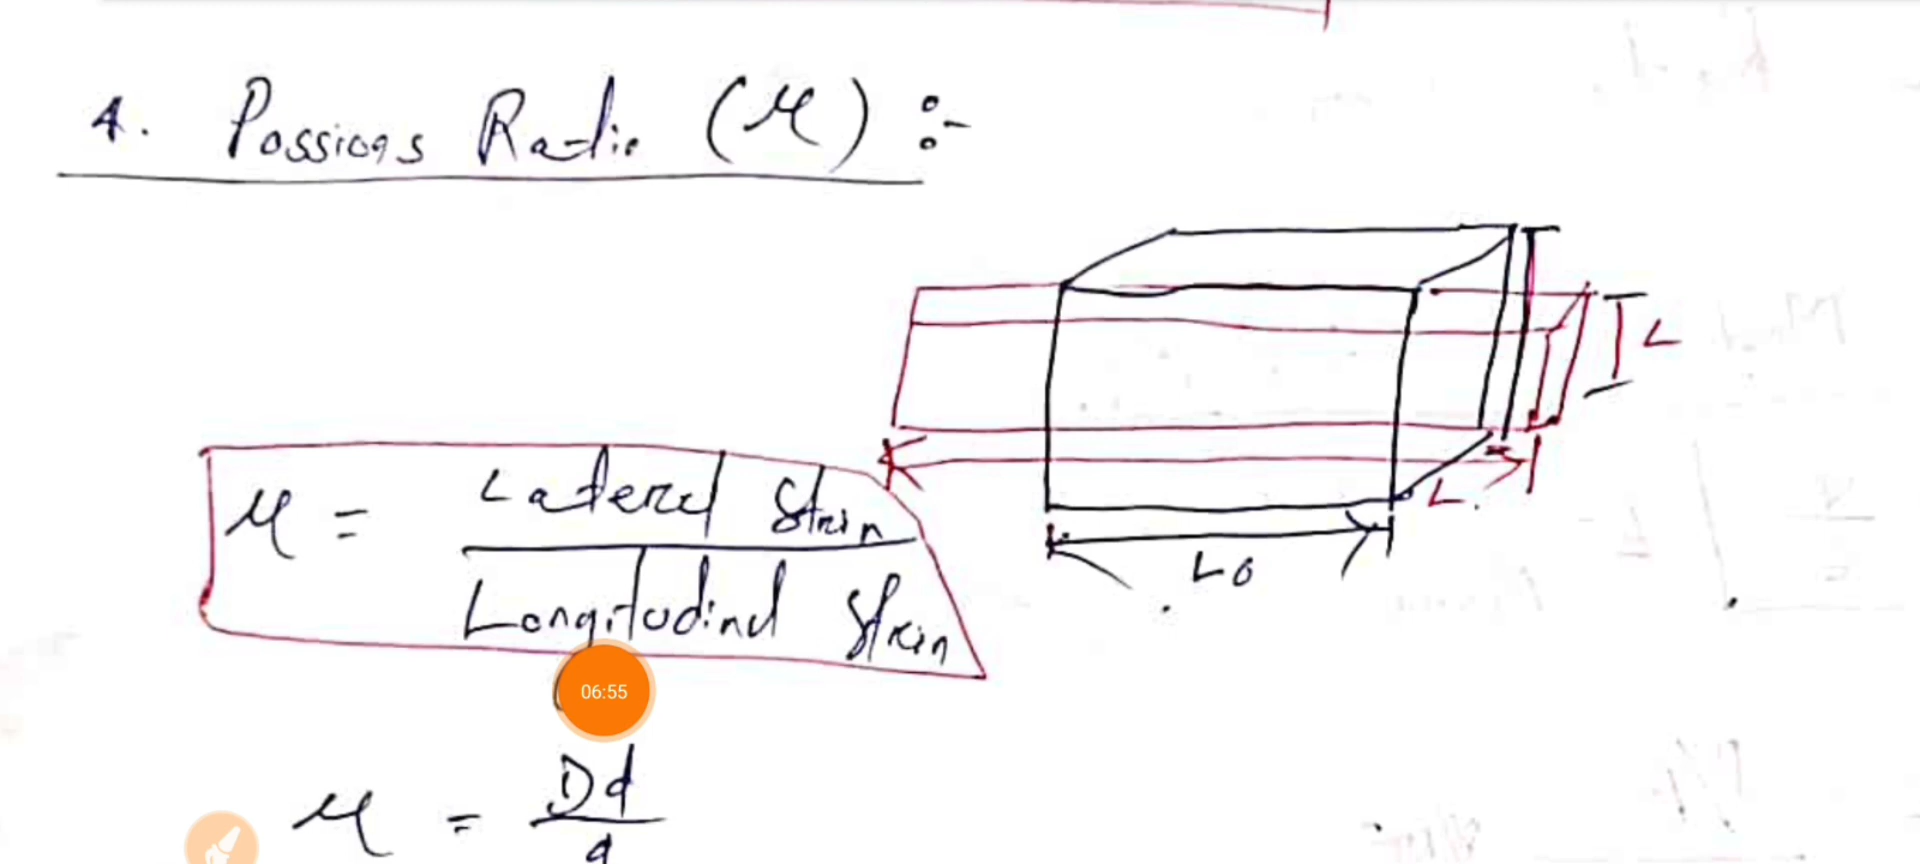 4. Possions Ratio (μ) :-
L
L.
Lo
μ = Lateral Strain
Longitudinal Strain
06:55
μ = Dd
d